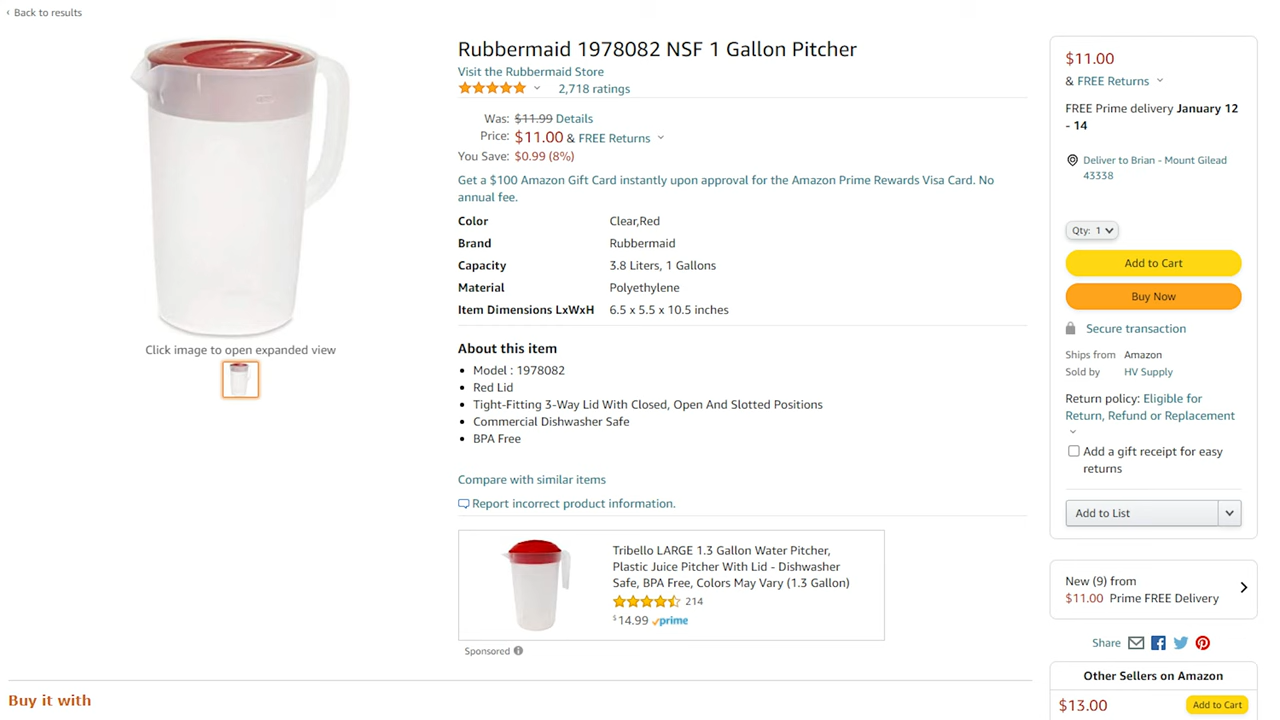 ‹ Back to results
Rubbermaid 1978082 NSF 1 Gallon Pitcher
Visit the Rubbermaid Store
2,718 ratings
Was: $11.99 Details
Price: $11.00 & FREE Returns
You Save: $0.99 (8%)
Get a $100 Amazon Gift Card instantly upon approval for the Amazon Prime Rewards Visa Card. No
annual fee.
Color Clear,Red
Brand Rubbermaid
Capacity 3.8 Liters, 1 Gallons
Material Polyethylene
Item Dimensions LxWxH 6.5 x 5.5 x 10.5 inches
Click image to open expanded view
About this item
• Model : 1978082
• Red Lid
• Tight-Fitting 3-Way Lid With Closed, Open And Slotted Positions
• Commercial Dishwasher Safe
• BPA Free
Compare with similar items
Report incorrect product information.
Tribello LARGE 1.3 Gallon Water Pitcher,
Plastic Juice Pitcher With Lid - Dishwasher
Safe, BPA Free, Colors May Vary (1.3 Gallon)
214
$14.99 prime
Sponsored
Buy it with
$11.00
& FREE Returns
FREE Prime delivery January 12
- 14
Deliver to Brian - Mount Gilead
43338
Qty: 1
Add to Cart
Buy Now
Secure transaction
Ships from Amazon
Sold by HV Supply
Return policy: Eligible for
Return, Refund or Replacement
Add a gift receipt for easy
returns
Add to List
New (9) from
$11.00 Prime FREE Delivery
Share
Other Sellers on Amazon
$13.00 Add to Cart